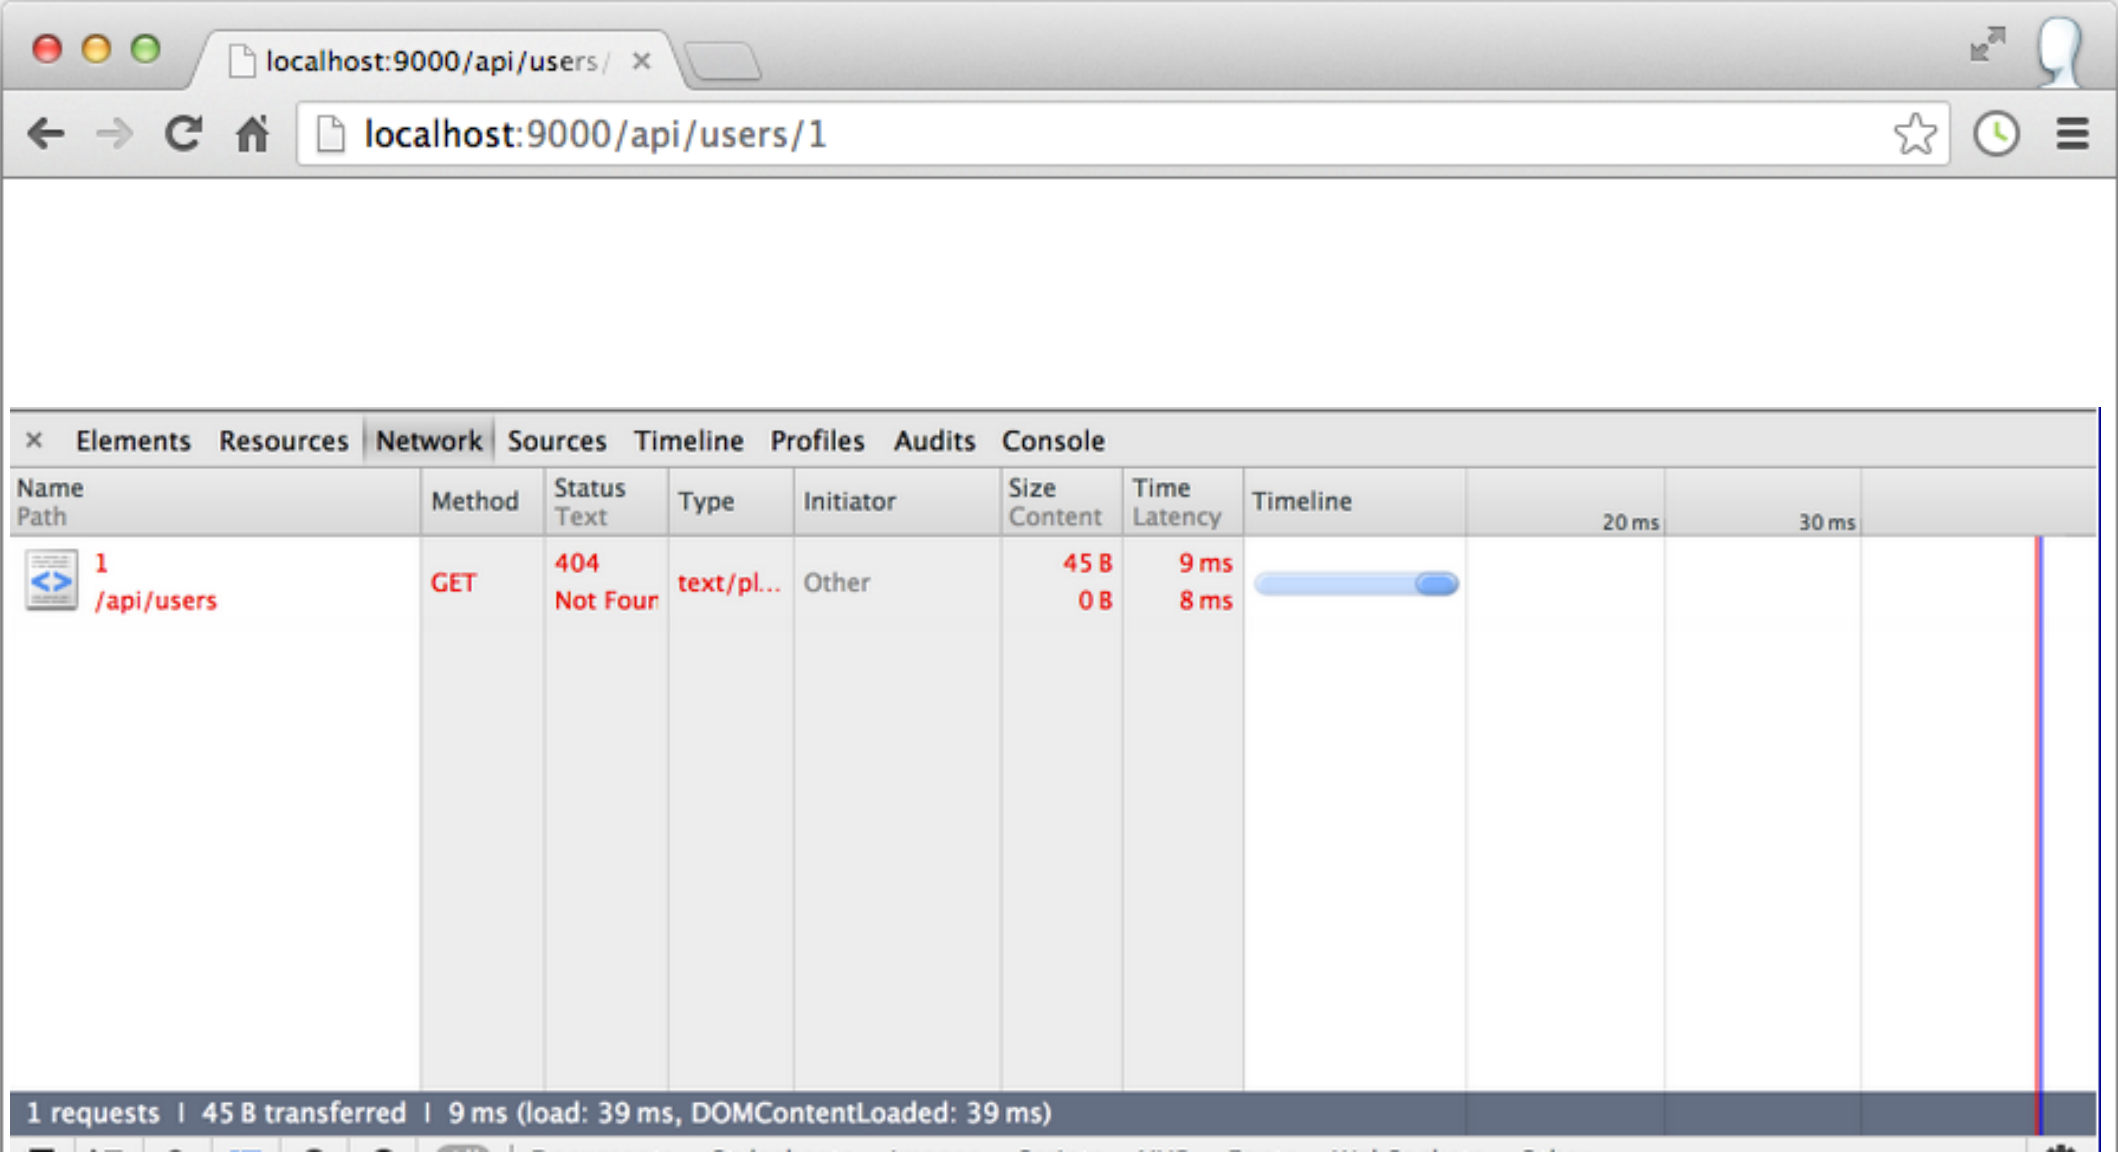 localhost:9000/api/users/
localhost:9000/api/users/1
× Elements Resources Network Sources Timeline Profiles Audits Console
Name Path Method Status Text Type Initiator Size Content Time Latency Timeline 20 ms 30 ms
1 /api/users GET 404 Not Foun text/pl... Other 45 B 0 B 9 ms 8 ms
1 requests | 45 B transferred | 9 ms (load: 39 ms, DOMContentLoaded: 39 ms)